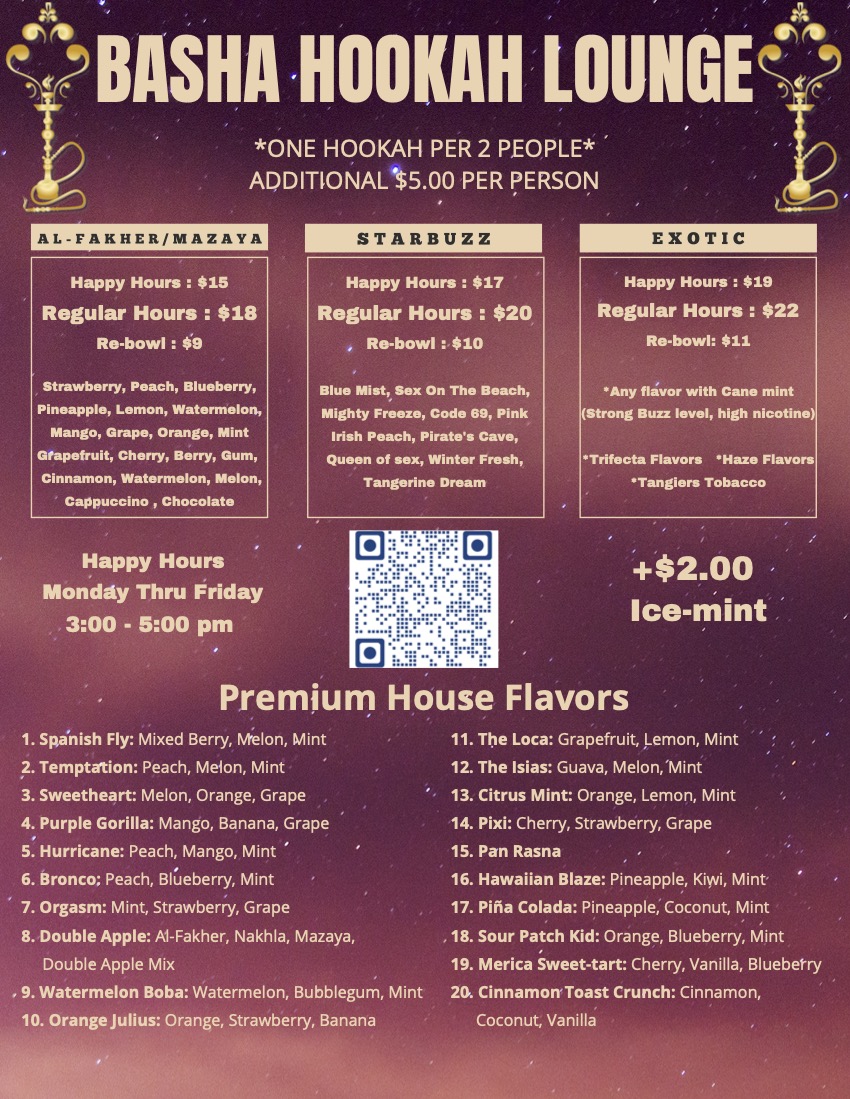 BASHA HOOKAH LOUNGE
*ONE HOOKAH PER 2 PEOPLE*
ADDITIONAL $5.00 PER PERSON
AL-FAKHER/MAZAYA
Happy Hours : $15
Regular Hours : $18
Re-bowl : $9
Strawberry, Peach, Blueberry,
Pineapple, Lemon, Watermelon,
Mango, Grape, Orange, Mint
Grapefruit, Cherry, Berry, Gum,
Cinnamon, Watermelon, Melon,
Cappuccino , Chocolate
STARBUZZ
Happy Hours : $17
Regular Hours : $20
Re-bowl : $10
Blue Mist, Sex On The Beach,
Mighty Freeze, Code 69, Pink
Irish Peach, Pirate's Cave,
Queen of sex, Winter Fresh,
Tangerine Dream
EXOTIC
Happy Hours : $19
Regular Hours : $22
Re-bowl: $11
*Any flavor with Cane mint
(Strong Buzz level, high nicotine)
*Trifecta Flavors *Haze Flavors
*Tangiers Tobacco
Happy Hours
Monday Thru Friday
3:00 - 5:00 pm
+$2.00
Ice-mint
Premium House Flavors
1. Spanish Fly: Mixed Berry, Melon, Mint
2. Temptation: Peach, Melon, Mint
3. Sweetheart: Melon, Orange, Grape
4. Purple Gorilla: Mango, Banana, Grape
5. Hurricane: Peach, Mango, Mint
6. Bronco: Peach, Blueberry, Mint
7. Orgasm: Mint, Strawberry, Grape
8. Double Apple: Al-Fakher, Nakhla, Mazaya,
Double Apple Mix
9. Watermelon Boba: Watermelon, Bubblegum, Mint
10. Orange Julius: Orange, Strawberry, Banana
11. The Loca: Grapefruit, Lemon, Mint
12. The Isias: Guava, Melon, Mint
13. Citrus Mint: Orange, Lemon, Mint
14. Pixi: Cherry, Strawberry, Grape
15. Pan Rasna
16. Hawaiian Blaze: Pineapple, Kiwi, Mint
17. Piña Colada: Pineapple, Coconut, Mint
18. Sour Patch Kid: Orange, Blueberry, Mint
19. Merica Sweet-tart: Cherry, Vanilla, Blueberry
20. Cinnamon Toast Crunch: Cinnamon,
Coconut, Vanilla